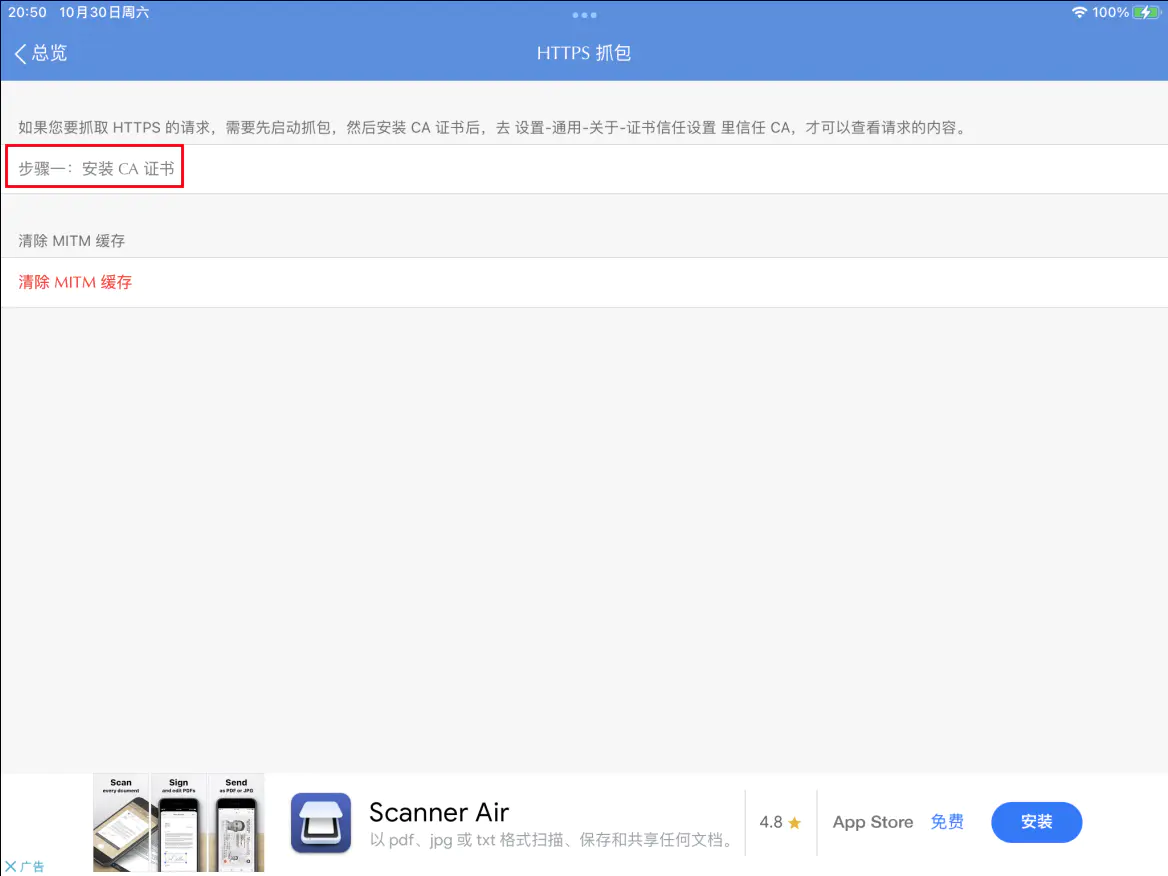 20:50 10月30日周六
100%
总览
HTTPS 抓包
如果您要抓取 HTTPS 的请求，需要先启动抓包，然后安装 CA 证书后，去 设置-通用-关于-证书信任设置 里信任 CA，才可以查看请求的内容。
步骤一：安装 CA 证书
清除 MITM 缓存
清除 MITM 缓存
Scan
every document
Sign
and edit PDFs
Send
as PDF or JPG
Scanner Air
以 pdf、jpg 或 txt 格式扫描、保存和共享任何文档。
4.8
App Store 免费
安装
广告